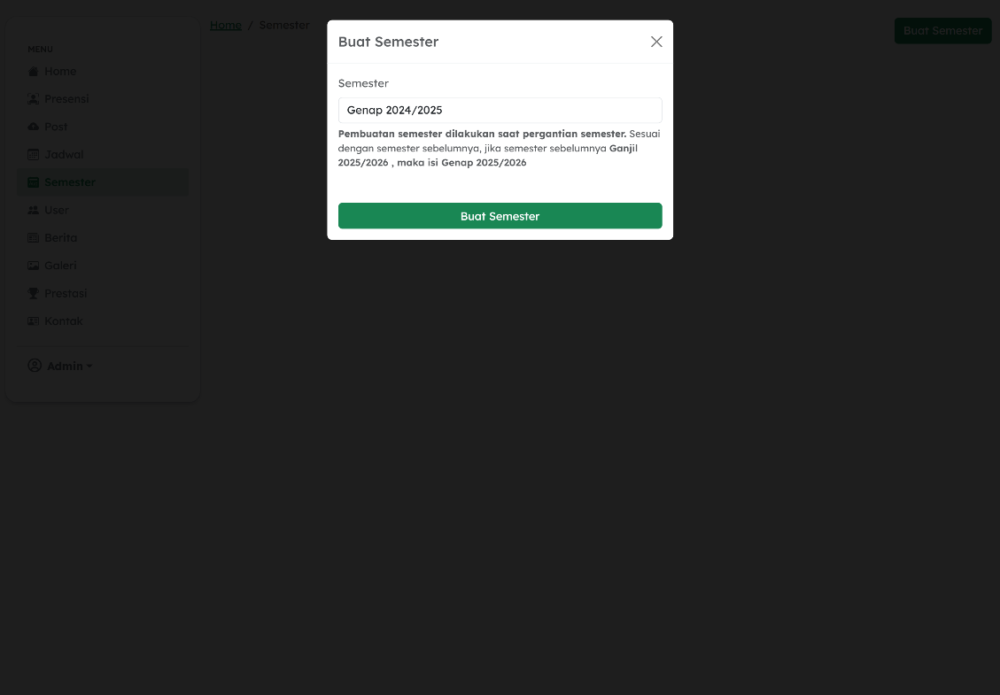 Home / Semester
Buat Semester
MENU
Home
Presensi
Post
Jadwal
Semester
User
Berita
Galeri
Prestasi
Kontak
Admin
Buat Semester
Semester
Genap 2024/2025
Pembuatan semester dilakukan saat pergantian semester. Sesuai
dengan semester sebelumnya, jika semester sebelumnya Ganjil
2025/2026 , maka isi Genap 2025/2026
Buat Semester